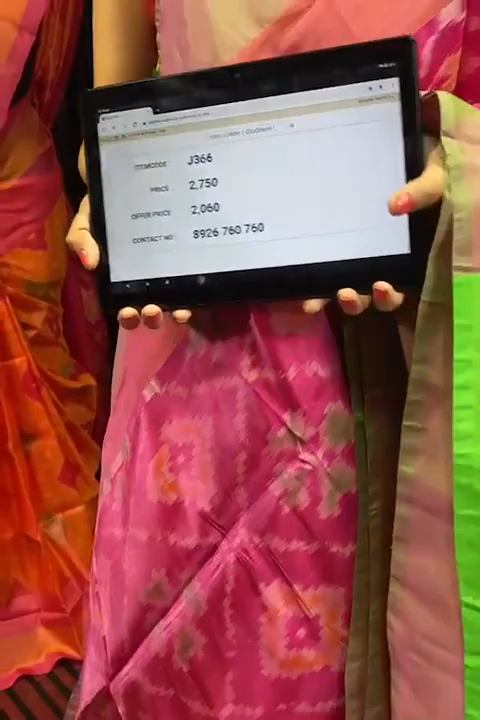 ITEMCODE J366
PRICE 2,750
OFFER PRICE 2,060
CONTACT NO 8926 760 760